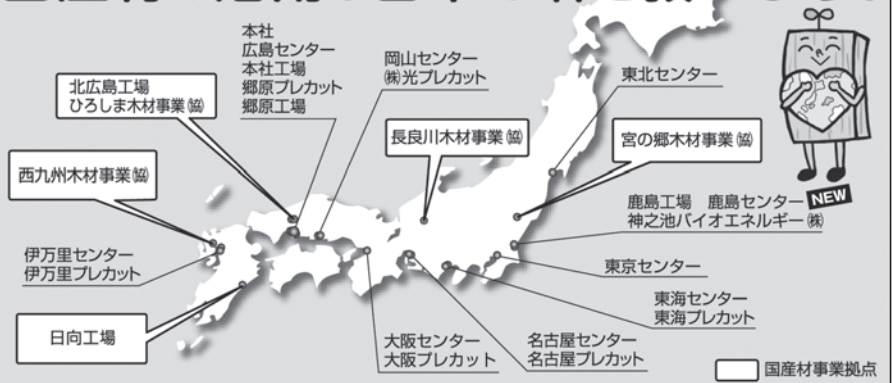 本社
広島センター
本社工場
郷原プレカット
郷原工場
岡山センター
㈱光プレカット
東北センター
北広島工場
ひろしま木材事業㈿
長良川木材事業㈿
宮の郷木材事業㈿
西九州木材事業㈿
鹿島工場 鹿島センター NEW
神之池バイオエネルギー㈱
伊万里センター
伊万里プレカット
東京センター
東海センター
東海プレカット
日向工場
大阪センター
大阪プレカット
名古屋センター
名古屋プレカット
国産材事業拠点